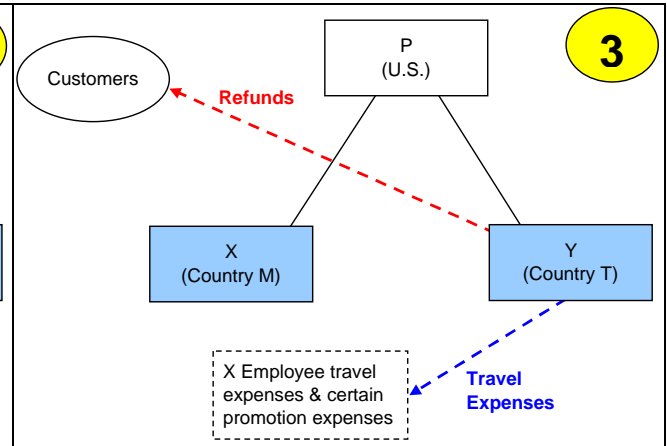 P
(U.S.)
3
Customers
Refunds
X
(Country M)
Y
(Country T)
X Employee travel
expenses & certain
promotion expenses
Travel
Expenses